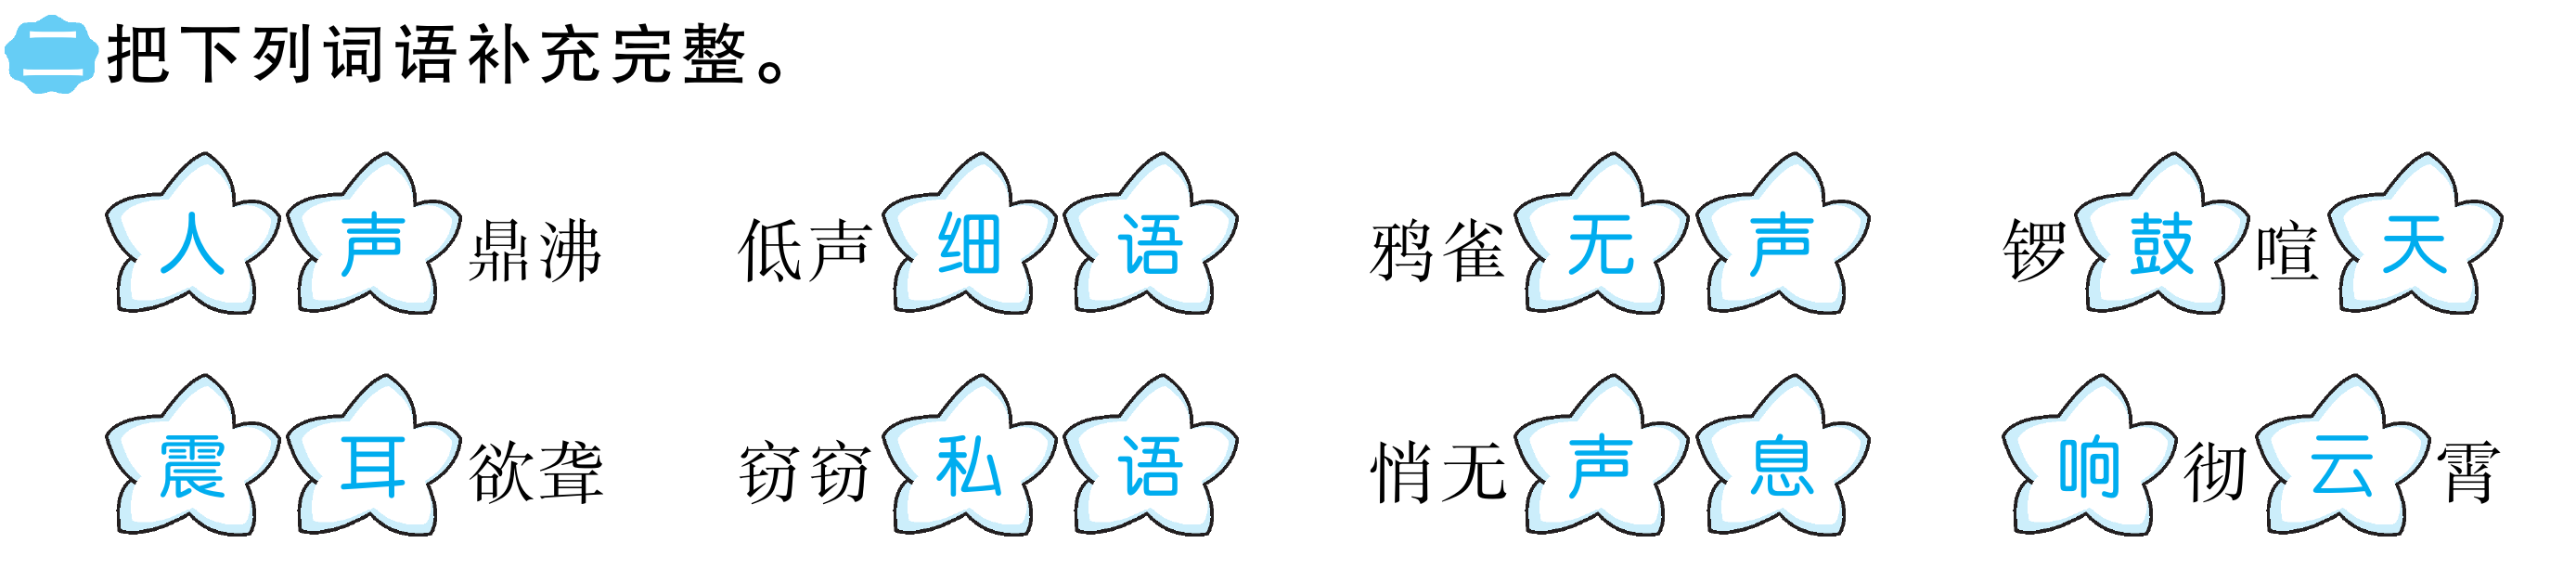 二 把下列词语补充完整。
人声鼎沸 低声细语 鸦雀无声 锣鼓喧天
震耳欲聋 窃窃私语 悄无声息 响彻云霄